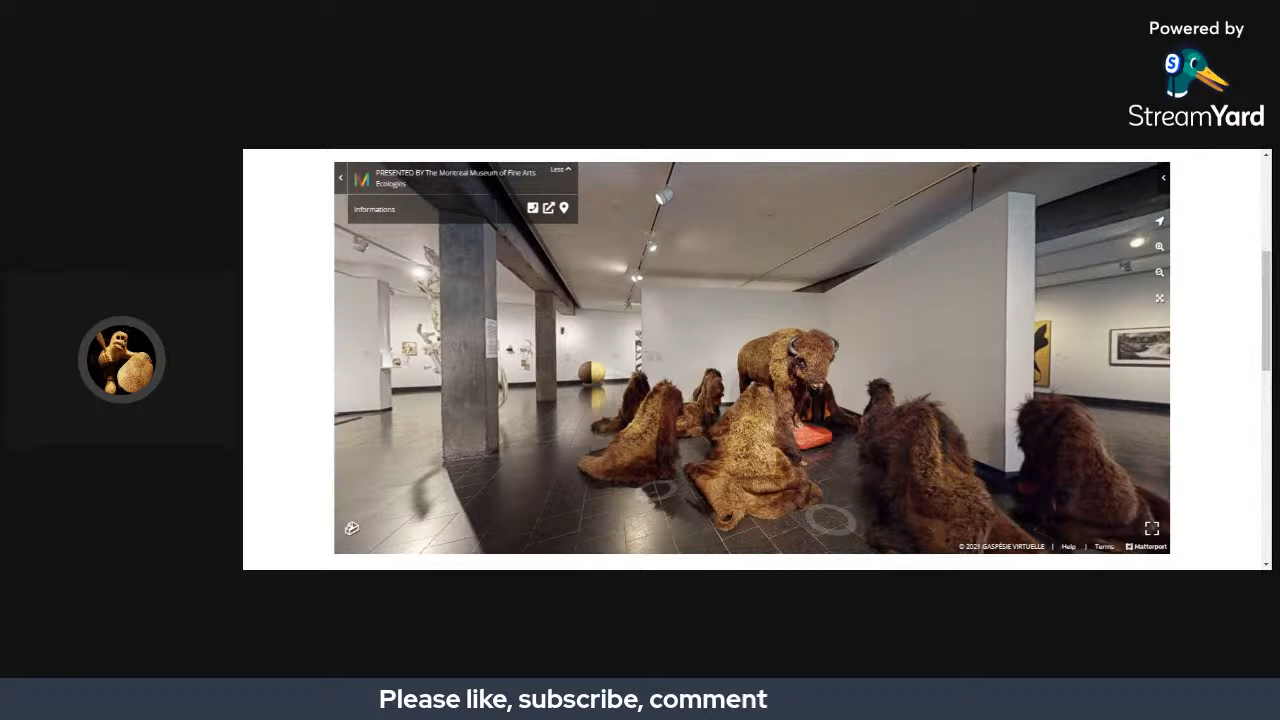 Powered by
S
StreamYard
PRESENTED BY The Montreal Museum of Fine Arts
Less
Ecologies
Informations
© 2021 GASPÉSIE VIRTUELLE | Help | Terms Matterport
Please like, subscribe, comment